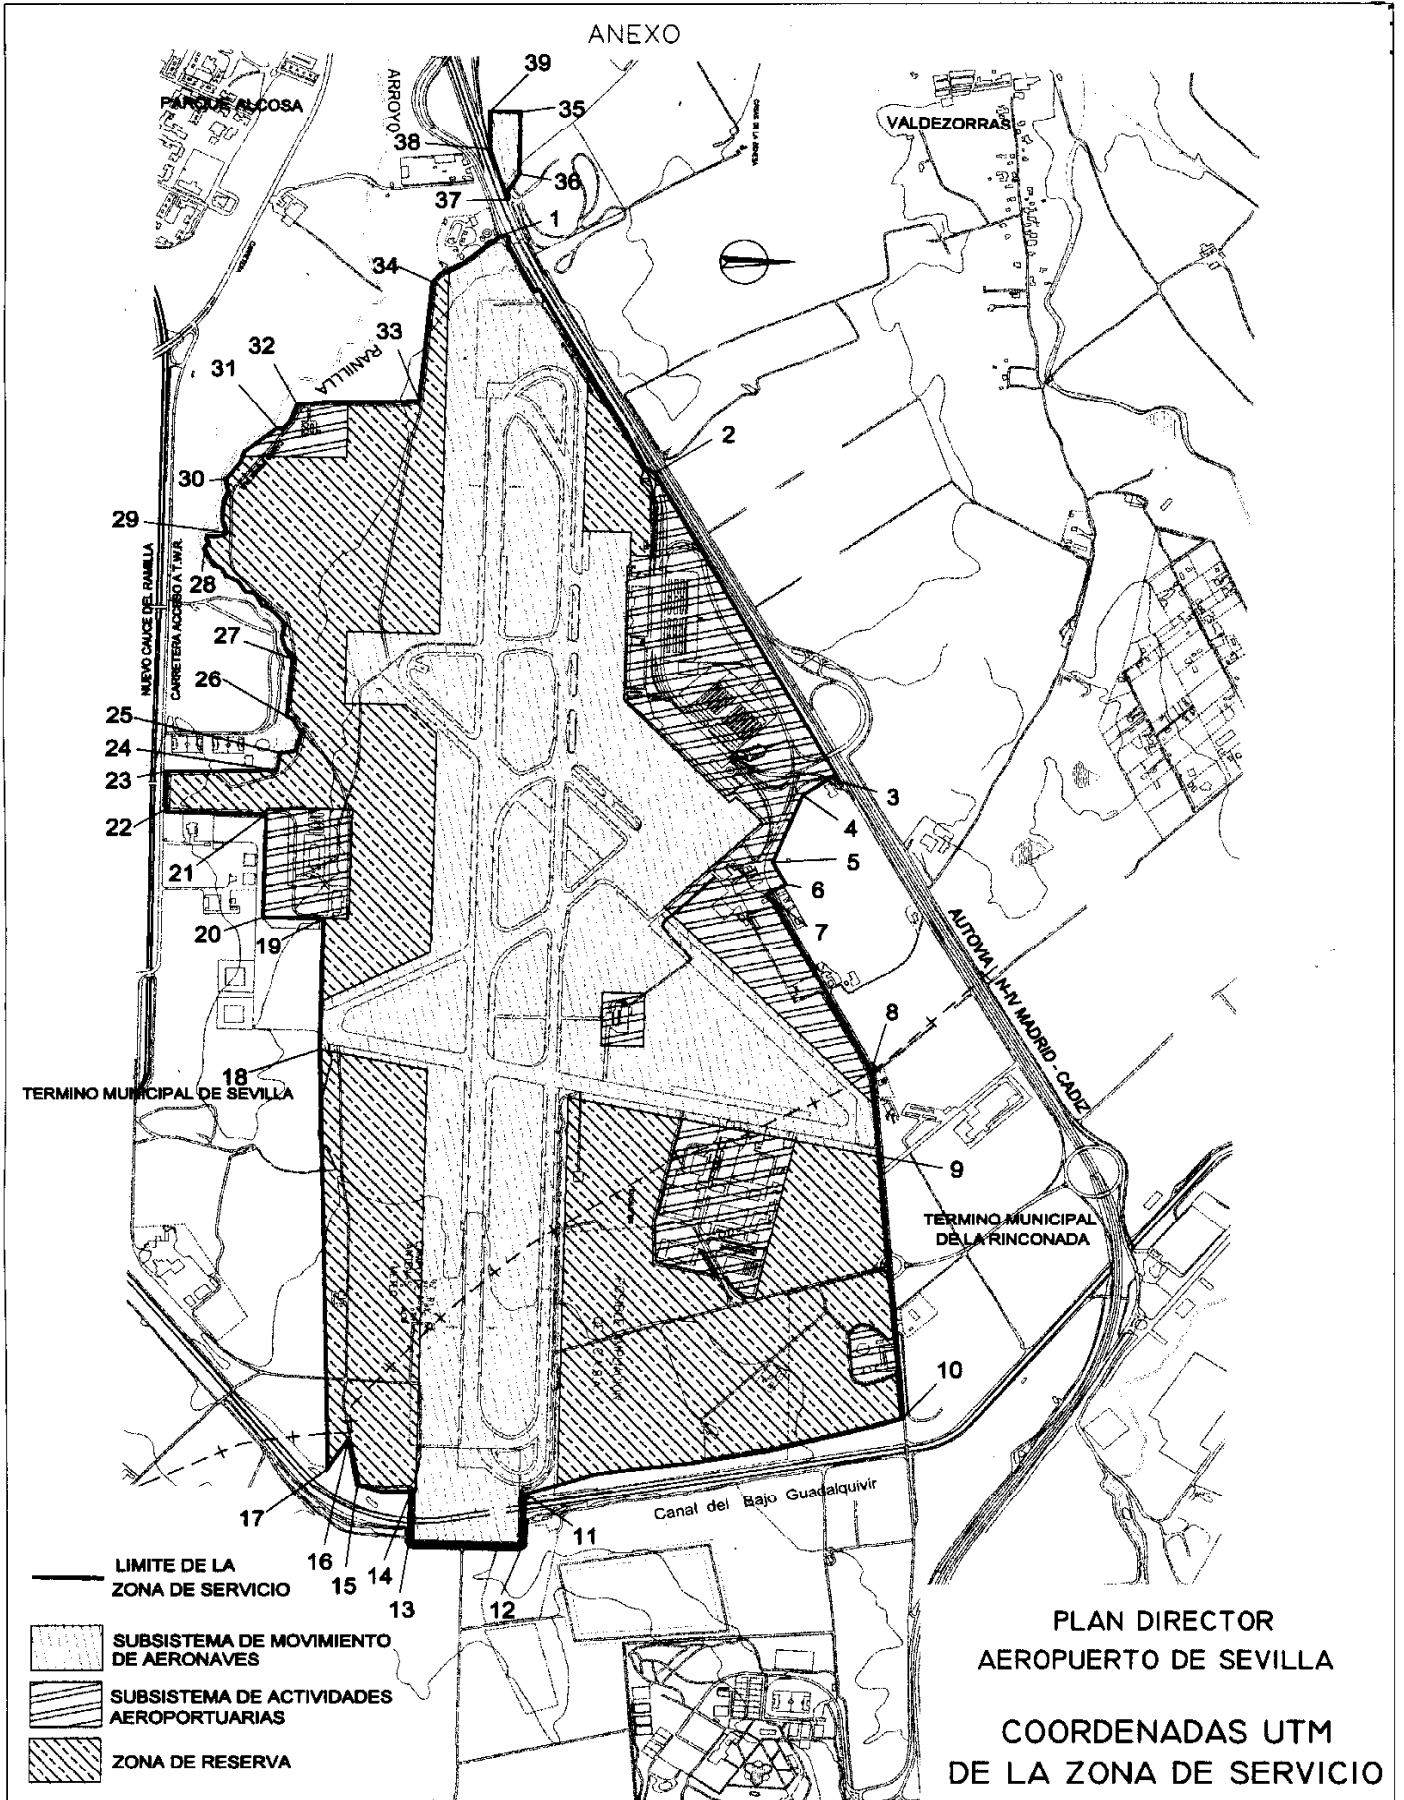 ANEXO
39
35
PARQUE ALCOSA
ARROYO
VALDEZORRAS
38
36
37
1
34
33
32
RANILLLA
31
2
30
29
28
NUEVO CAUCE DEL RAMILLA
CARRETERA ACCESO A T.W.R.
27
26
25
24
23
3
22
4
21
5
6
20
19
7
AUTOVIA N-IV MADRID - CADIZ
8
18
TERMINO MUNICIPAL DE SEVILLA
9
TERMINO MUNICIPAL
DE LA RINCONADA
10
Canal del Bajo Guadalquivir
17
11
16
15
14
13
12
LIMITE DE LA
ZONA DE SERVICIO
SUBSISTEMA DE MOVIMIENTO
DE AERONAVES
SUBSISTEMA DE ACTIVIDADES
AEROPORTUARIAS
ZONA DE RESERVA
PLAN DIRECTOR
AEROPUERTO DE SEVILLA
COORDENADAS UTM
DE LA ZONA DE SERVICIO